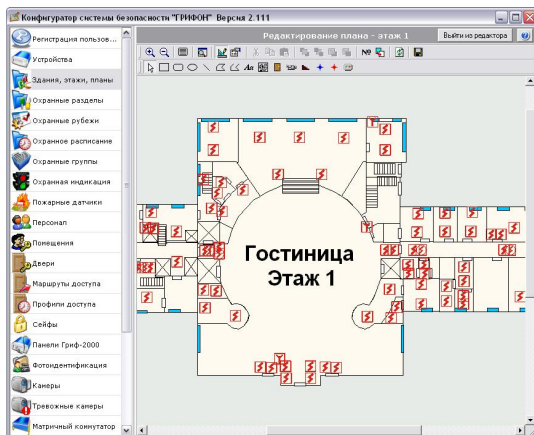 Конфигуратор системы безопасности "ГРИФОН" Версия 2.111
Редактирование плана - этаж 1
Выйти из редактора
Регистрация пользов...
Устройства
Здания, этажи, планы
Охранные разделы
Охранные рубежи
Охранное расписание
Охранные группы
Охранная индикация
Пожарные датчики
Персонал
Помещения
Двери
Маршруты доступа
Профили доступа
Сейфы
Панели Гриф-2000
Фотоидентификация
Камеры
Тревожные камеры
Матричный коммутатор
№
Aa
Гостиница
Этаж 1